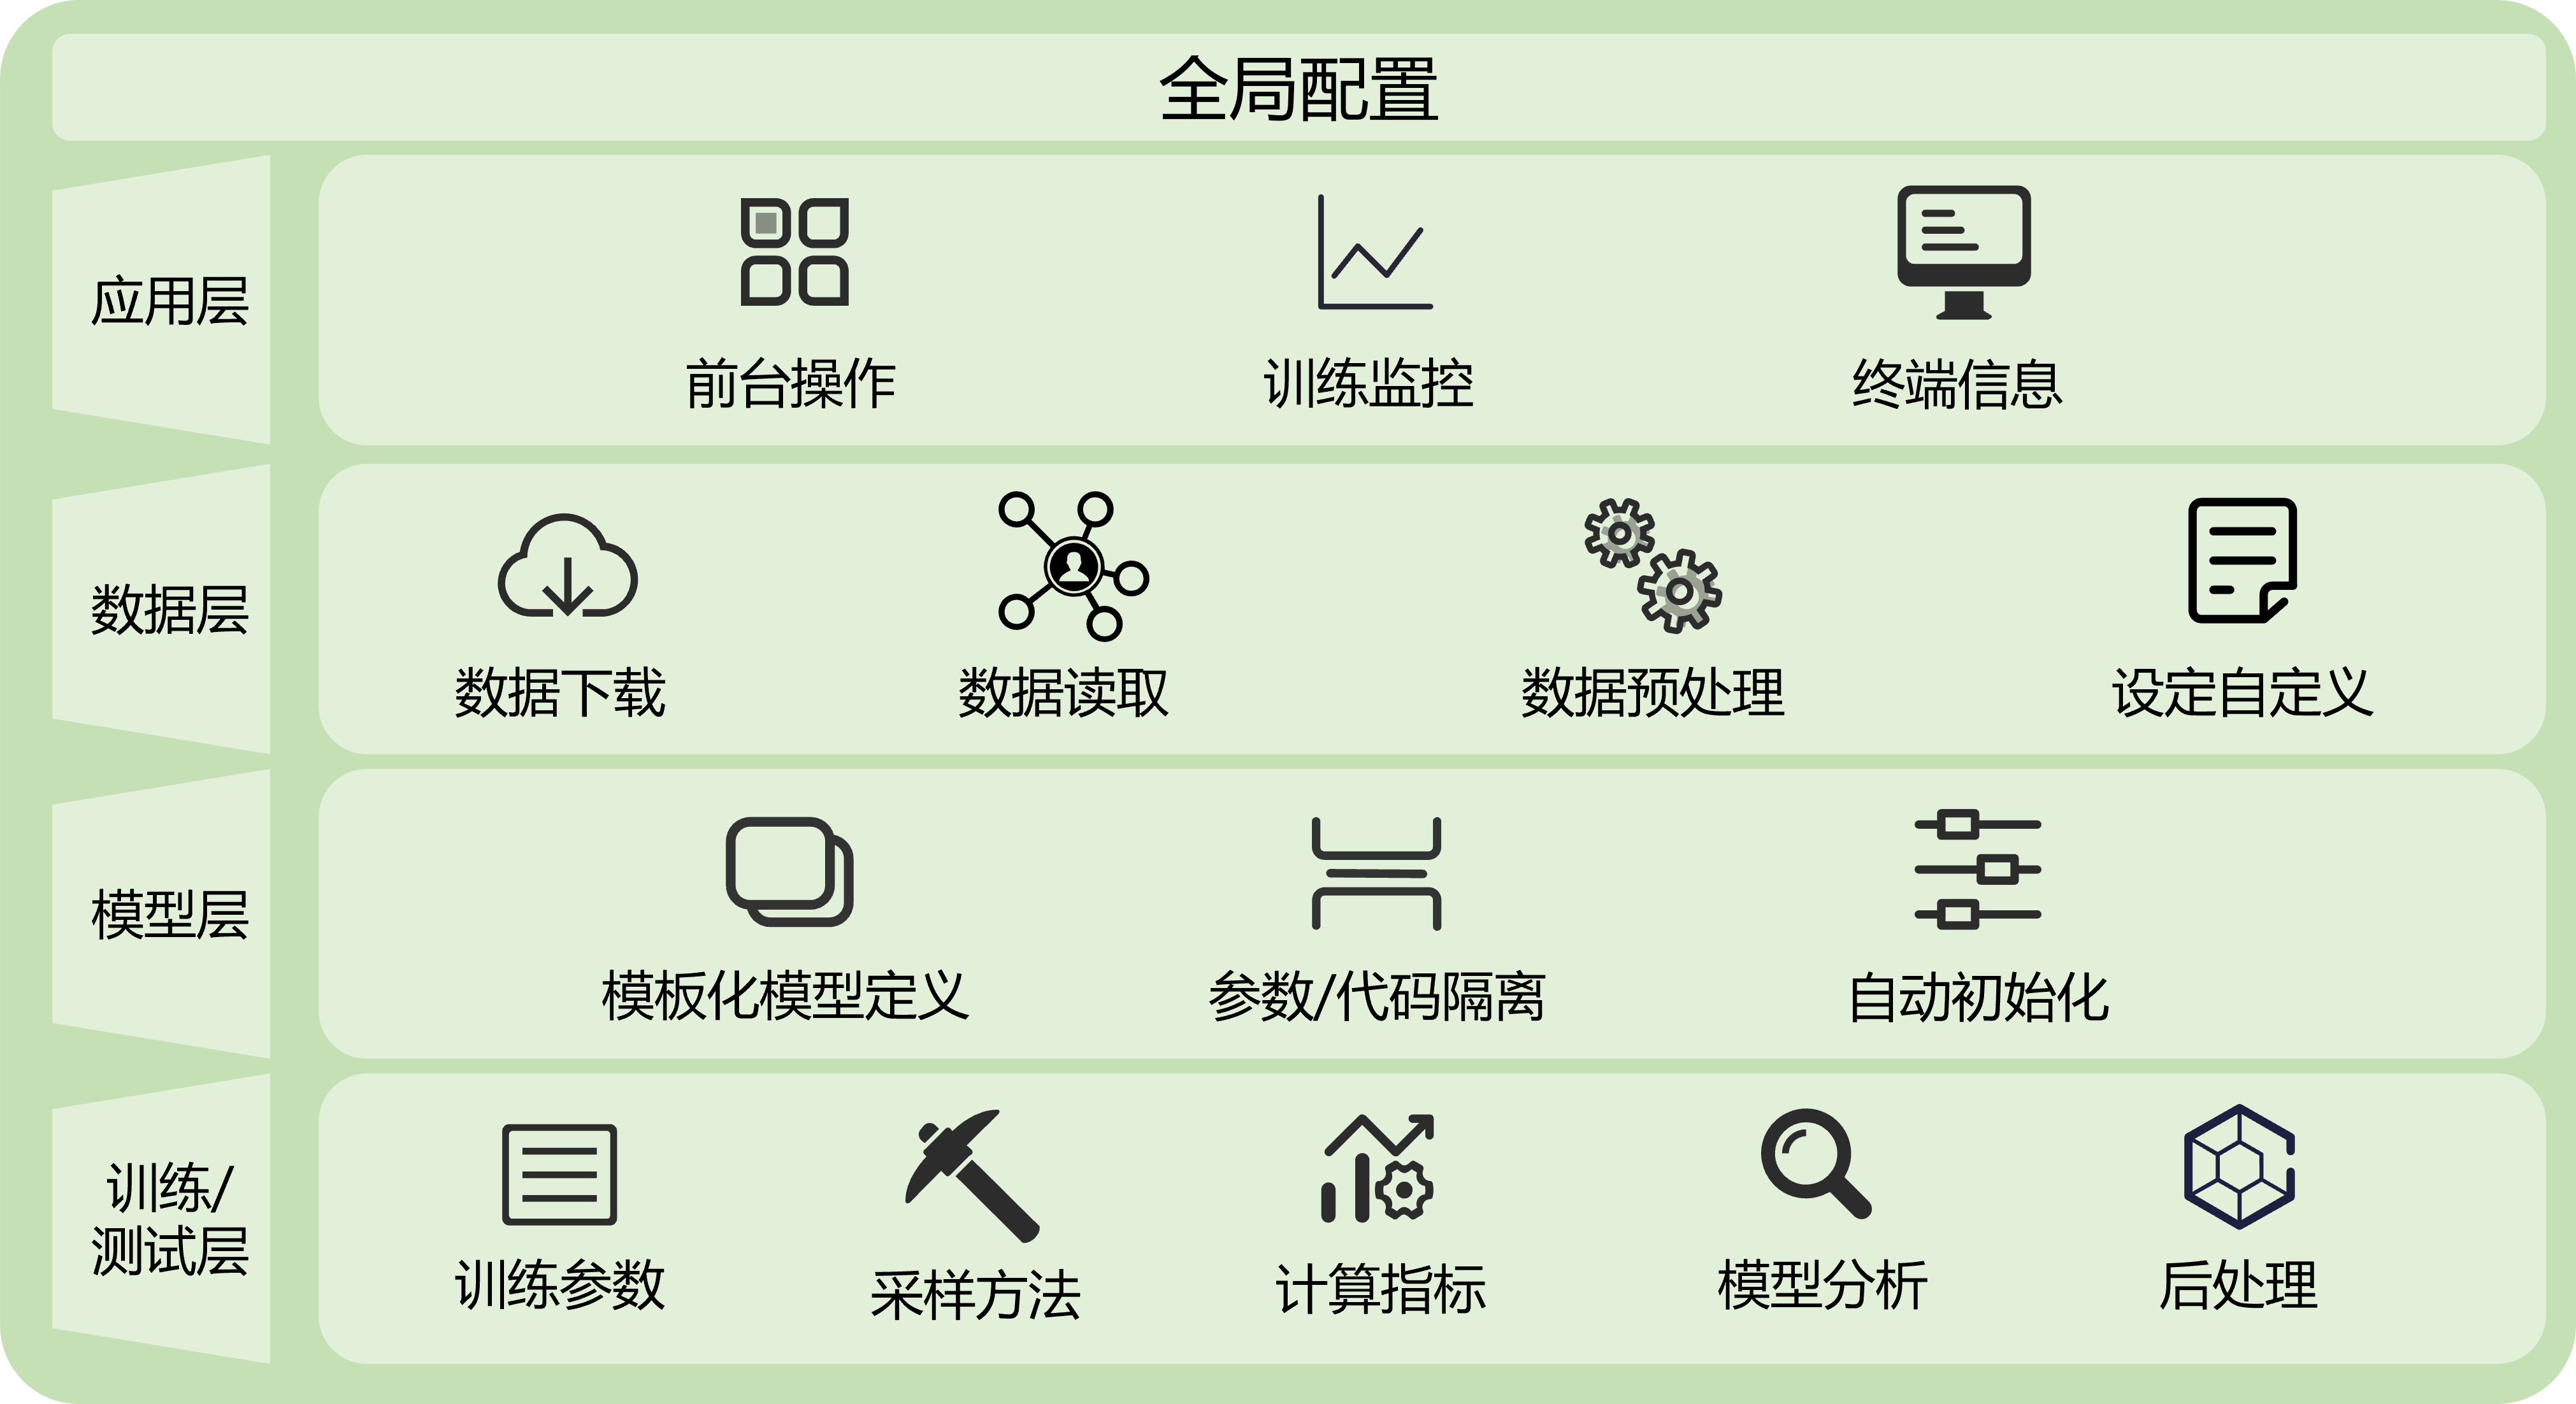 全局配置
应用层
前台操作
训练监控
终端信息
数据层
数据下载
数据读取
数据预处理
设定自定义
模型层
模板化模型定义
参数/代码隔离
自动初始化
训练/
测试层
训练参数
采样方法
计算指标
模型分析
后处理